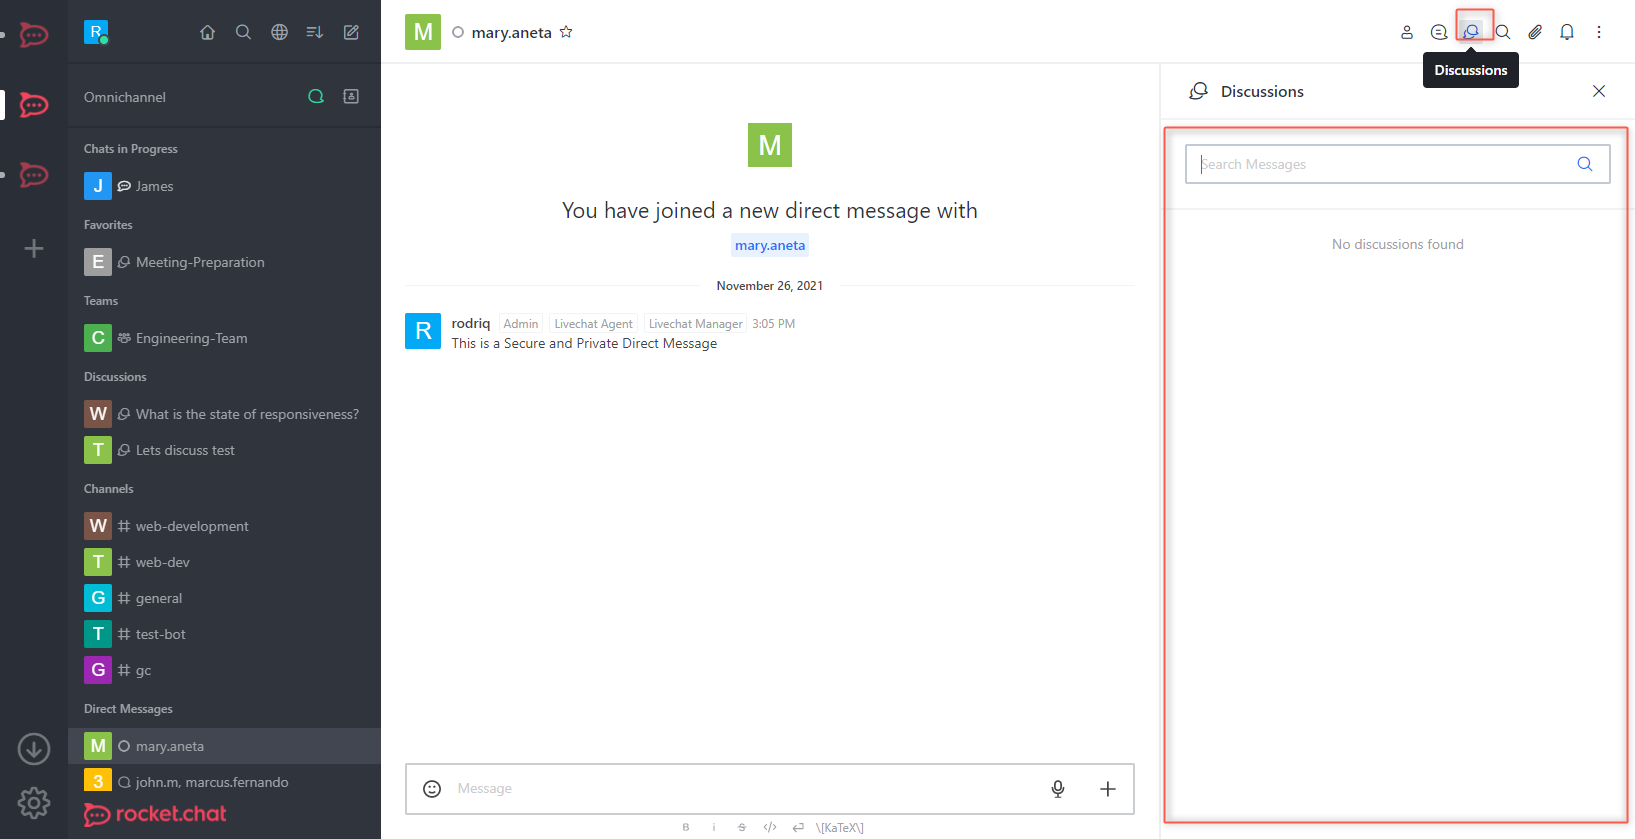 R
Omnichannel
Chats in Progress
J James
Favorites
E Meeting-Preparation
Teams
C Engineering-Team
Discussions
W What is the state of responsiveness?
T Lets discuss test
Channels
W # web-development
T # web-dev
G # general
T # test-bot
G # gc
Direct Messages
M mary.aneta
3 john.m, marcus.fernando
rocket.chat
M mary.aneta
M
You have joined a new direct message with
mary.aneta
November 26, 2021
R rodriq Admin Livechat Agent Livechat Manager 3:05 PM
This is a Secure and Private Direct Message
Message
B i S </> \[KaTeX\]
Discussions
Discussions
Search Messages
No discussions found